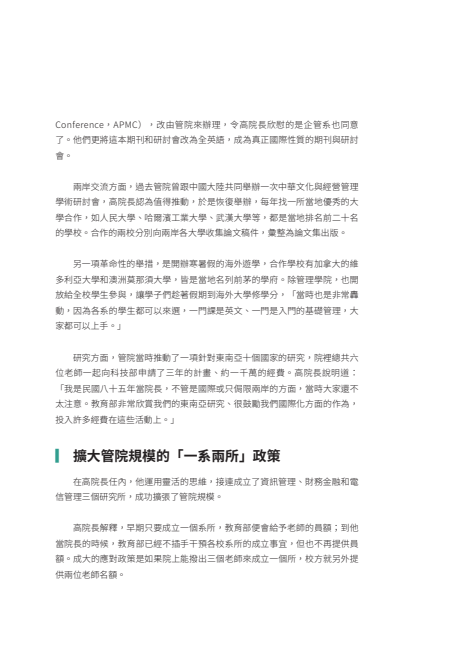 Conference，APMC），改由管院來辦理，令高院長欣慰的是企管系也同意
了。他們更將這本期刊和研討會改為全英語，成為真正國際性質的期刊與研討
會。
兩岸交流方面，過去管院曾跟中國大陸共同舉辦一次中華文化與經營管理
學術研討會，高院長認為值得推動，於是恢復舉辦，每年找一所當地優秀的大
學合作，如人民大學、哈爾濱工業大學、武漢大學等，都是當地排名前二十名
的學校。合作的兩校分別向兩岸各大學收集論文稿件，彙整為論文集出版。
另一項革命性的舉措，是開辦寒暑假的海外遊學，合作學校有加拿大的維
多利亞大學和澳洲莫那須大學，皆是當地名列前茅的學府。除管理學院，也開
放給全校學生參與，讓學子們趁著假期到海外大學修學分，「當時也是非常轟
動，因為各系的學生都可以來選，一門課是英文、一門是入門的基礎管理，大
家都可以上手。」
研究方面，管院當時推動了一項針對東南亞十個國家的研究，院裡總共六
位老師一起向科技部申請了三年的計畫、約一千萬的經費。高院長說明道：
「我是民國八十五年當院長，不管是國際或只侷限兩岸的方面，當時大家還不
太注意。教育部非常欣賞我們的東南亞研究、很鼓勵我們國際化方面的作為，
投入許多經費在這些活動上。」
擴大管院規模的「一系兩所」政策
在高院長任內，他運用靈活的思維，接連成立了資訊管理、財務金融和電
信管理三個研究所，成功擴張了管院規模。
高院長解釋，早期只要成立一個系所，教育部便會給予老師的員額；到他
當院長的時候，教育部已經不插手干預各校系所的成立事宜，但也不再提供員
額。成大的應對政策是如果院上能撥出三個老師來成立一個所，校方就另外提
供兩位老師名額。